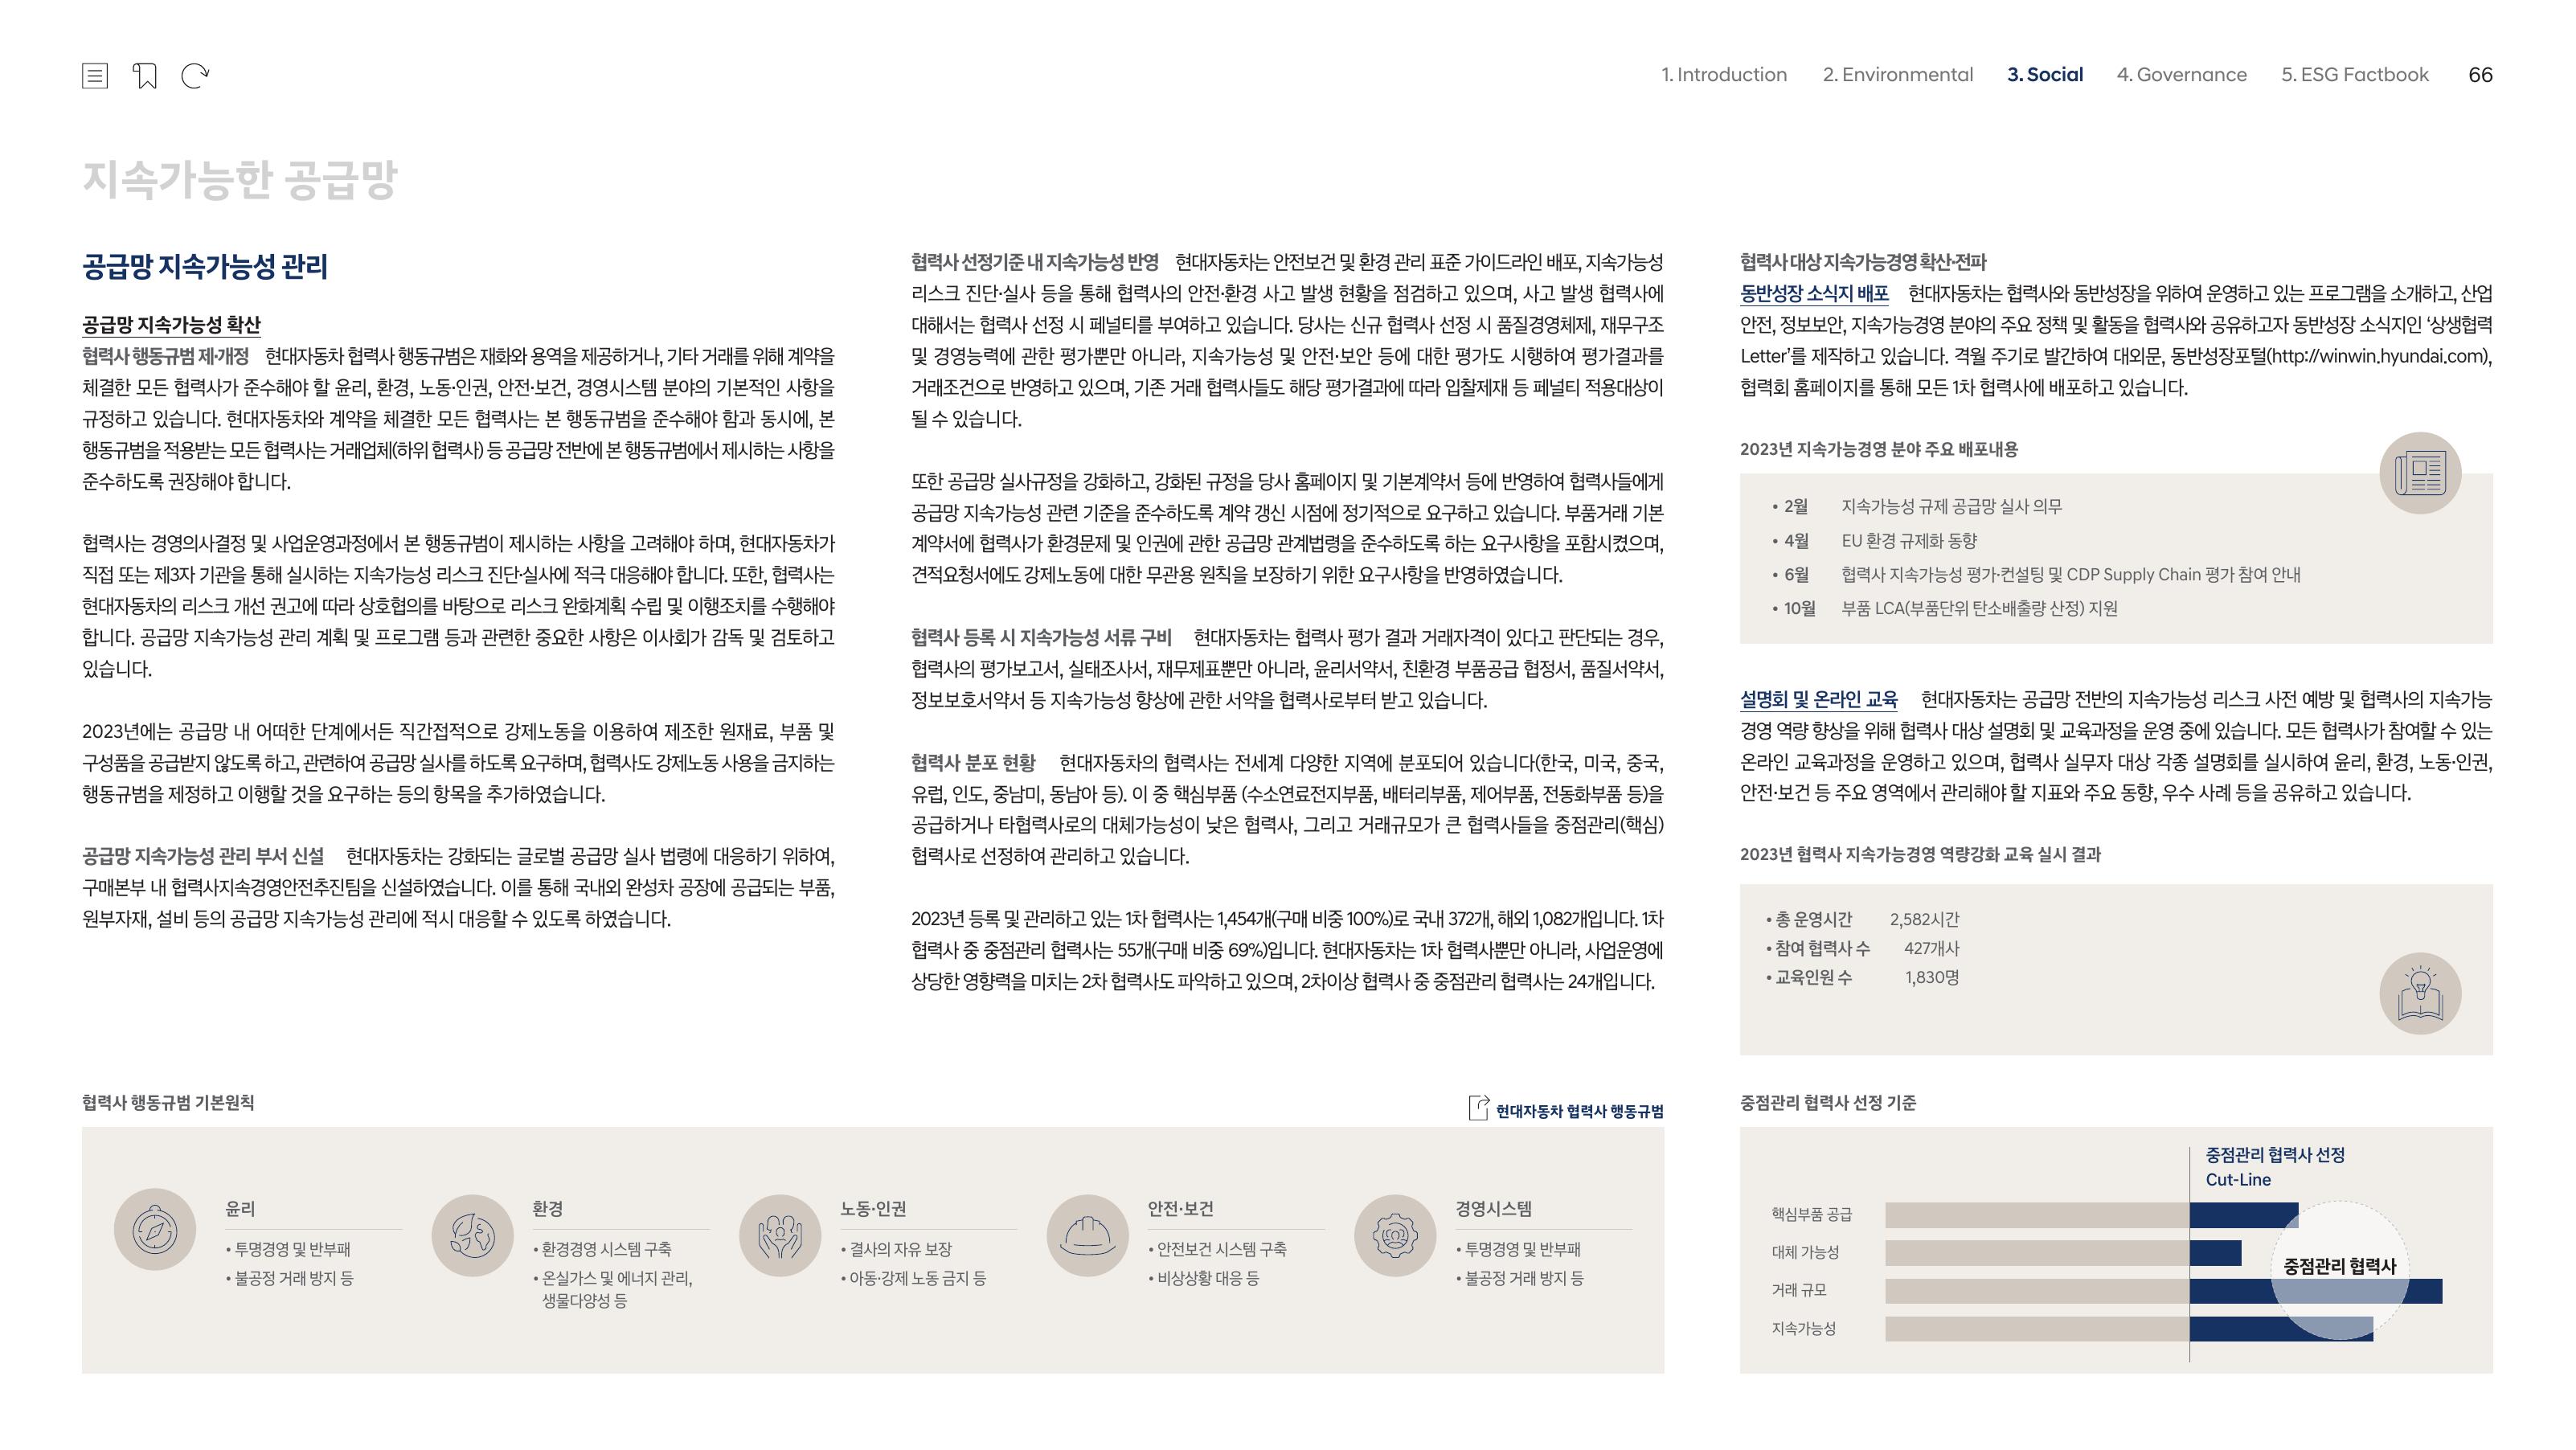 1. Introduction 2. Environmental 3. Social 4. Governance 5. ESG Factbook 66
지속가능한 공급망
공급망 지속가능성 관리
공급망 지속가능성 확산
협력사 행동규범 제·개정 현대자동차 협력사 행동규범은 재화와 용역을 제공하거나, 기타 거래를 위해 계약을
체결한 모든 협력사가 준수해야 할 윤리, 환경, 노동·인권, 안전·보건, 경영시스템 분야의 기본적인 사항을
규정하고 있습니다. 현대자동차와 계약을 체결한 모든 협력사는 본 행동규범을 준수해야 함과 동시에, 본
행동규범을 적용받는 모든 협력사는 거래업체(하위 협력사) 등 공급망 전반에 본 행동규범에서 제시하는 사항을
준수하도록 권장해야 합니다.
협력사는 경영의사결정 및 사업운영과정에서 본 행동규범이 제시하는 사항을 고려해야 하며, 현대자동차가
직접 또는 제3자 기관을 통해 실시하는 지속가능성 리스크 진단·실사에 적극 대응해야 합니다. 또한, 협력사는
현대자동차의 리스크 개선 권고에 따라 상호협의를 바탕으로 리스크 완화계획 수립 및 이행조치를 수행해야
합니다. 공급망 지속가능성 관리 계획 및 프로그램 등과 관련한 중요한 사항은 이사회가 감독 및 검토하고
있습니다.
2023년에는 공급망 내 어떠한 단계에서든 직간접적으로 강제노동을 이용하여 제조한 원재료, 부품 및
구성품을 공급받지 않도록 하고, 관련하여 공급망 실사를 하도록 요구하며, 협력사도 강제노동 사용을 금지하는
행동규범을 제정하고 이행할 것을 요구하는 등의 항목을 추가하였습니다.
공급망 지속가능성 관리 부서 신설 현대자동차는 강화되는 글로벌 공급망 실사 법령에 대응하기 위하여,
구매본부 내 협력사지속경영안전추진팀을 신설하였습니다. 이를 통해 국내외 완성차 공장에 공급되는 부품,
원부자재, 설비 등의 공급망 지속가능성 관리에 적시 대응할 수 있도록 하였습니다.
협력사 선정기준 내 지속가능성 반영 현대자동차는 안전보건 및 환경 관리 표준 가이드라인 배포, 지속가능성
리스크 진단·실사 등을 통해 협력사의 안전·환경 사고 발생 현황을 점검하고 있으며, 사고 발생 협력사에
대해서는 협력사 선정 시 페널티를 부여하고 있습니다. 당사는 신규 협력사 선정 시 품질경영체제, 재무구조
및 경영능력에 관한 평가뿐만 아니라, 지속가능성 및 안전·보안 등에 대한 평가도 시행하여 평가결과를
거래조건으로 반영하고 있으며, 기존 거래 협력사들도 해당 평가결과에 따라 입찰제재 등 페널티 적용대상이
될 수 있습니다.
또한 공급망 실사규정을 강화하고, 강화된 규정을 당사 홈페이지 및 기본계약서 등에 반영하여 협력사들에게
공급망 지속가능성 관련 기준을 준수하도록 계약 갱신 시점에 정기적으로 요구하고 있습니다. 부품거래 기본
계약서에 협력사가 환경문제 및 인권에 관한 공급망 관계법령을 준수하도록 하는 요구사항을 포함시켰으며,
견적요청서에도 강제노동에 대한 무관용 원칙을 보장하기 위한 요구사항을 반영하였습니다.
협력사 등록 시 지속가능성 서류 구비 현대자동차는 협력사 평가 결과 거래자격이 있다고 판단되는 경우,
협력사의 평가보고서, 실태조사서, 재무제표뿐만 아니라, 윤리서약서, 친환경 부품공급 협정서, 품질서약서,
정보보호서약서 등 지속가능성 향상에 관한 서약을 협력사로부터 받고 있습니다.
협력사 분포 현황 현대자동차의 협력사는 전세계 다양한 지역에 분포되어 있습니다(한국, 미국, 중국,
유럽, 인도, 중남미, 동남아 등). 이 중 핵심부품 (수소연료전지부품, 배터리부품, 제어부품, 전동화부품 등)을
공급하거나 타협력사로의 대체가능성이 낮은 협력사, 그리고 거래규모가 큰 협력사들을 중점관리(핵심)
협력사로 선정하여 관리하고 있습니다.
2023년 등록 및 관리하고 있는 1차 협력사는 1,454개(구매 비중 100%)로 국내 372개, 해외 1,082개입니다. 1차
협력사 중 중점관리 협력사는 55개(구매 비중 69%)입니다. 현대자동차는 1차 협력사뿐만 아니라, 사업운영에
상당한 영향력을 미치는 2차 협력사도 파악하고 있으며, 2차이상 협력사 중 중점관리 협력사는 24개입니다.
협력사 대상 지속가능경영 확산·전파
동반성장 소식지 배포 현대자동차는 협력사와 동반성장을 위하여 운영하고 있는 프로그램을 소개하고, 산업
안전, 정보보안, 지속가능경영 분야의 주요 정책 및 활동을 협력사와 공유하고자 동반성장 소식지인 ‘상생협력
Letter’를 제작하고 있습니다. 격월 주기로 발간하여 대외문, 동반성장포털(http://winwin.hyundai.com),
협력회 홈페이지를 통해 모든 1차 협력사에 배포하고 있습니다.
2023년 지속가능경영 분야 주요 배포내용
• 2월 지속가능성 규제 공급망 실사 의무
• 4월 EU 환경 규제화 동향
• 6월 협력사 지속가능성 평가·컨설팅 및 CDP Supply Chain 평가 참여 안내
• 10월 부품 LCA(부품단위 탄소배출량 산정) 지원
설명회 및 온라인 교육 현대자동차는 공급망 전반의 지속가능성 리스크 사전 예방 및 협력사의 지속가능
경영 역량 향상을 위해 협력사 대상 설명회 및 교육과정을 운영 중에 있습니다. 모든 협력사가 참여할 수 있는
온라인 교육과정을 운영하고 있으며, 협력사 실무자 대상 각종 설명회를 실시하여 윤리, 환경, 노동·인권,
안전·보건 등 주요 영역에서 관리해야 할 지표와 주요 동향, 우수 사례 등을 공유하고 있습니다.
2023년 협력사 지속가능경영 역량강화 교육 실시 결과
• 총 운영시간 2,582시간
• 참여 협력사 수 427개사
• 교육인원 수 1,830명
협력사 행동규범 기본원칙
현대자동차 협력사 행동규범
윤리
• 투명경영 및 반부패
• 불공정 거래 방지 등
환경
• 환경경영 시스템 구축
• 온실가스 및 에너지 관리,
생물다양성 등
노동·인권
• 결사의 자유 보장
• 아동·강제 노동 금지 등
안전·보건
• 안전보건 시스템 구축
• 비상상황 대응 등
경영시스템
• 투명경영 및 반부패
• 불공정 거래 방지 등
중점관리 협력사 선정 기준
중점관리 협력사 선정
Cut-Line
핵심부품 공급
대체 가능성
거래 규모
지속가능성
중점관리 협력사